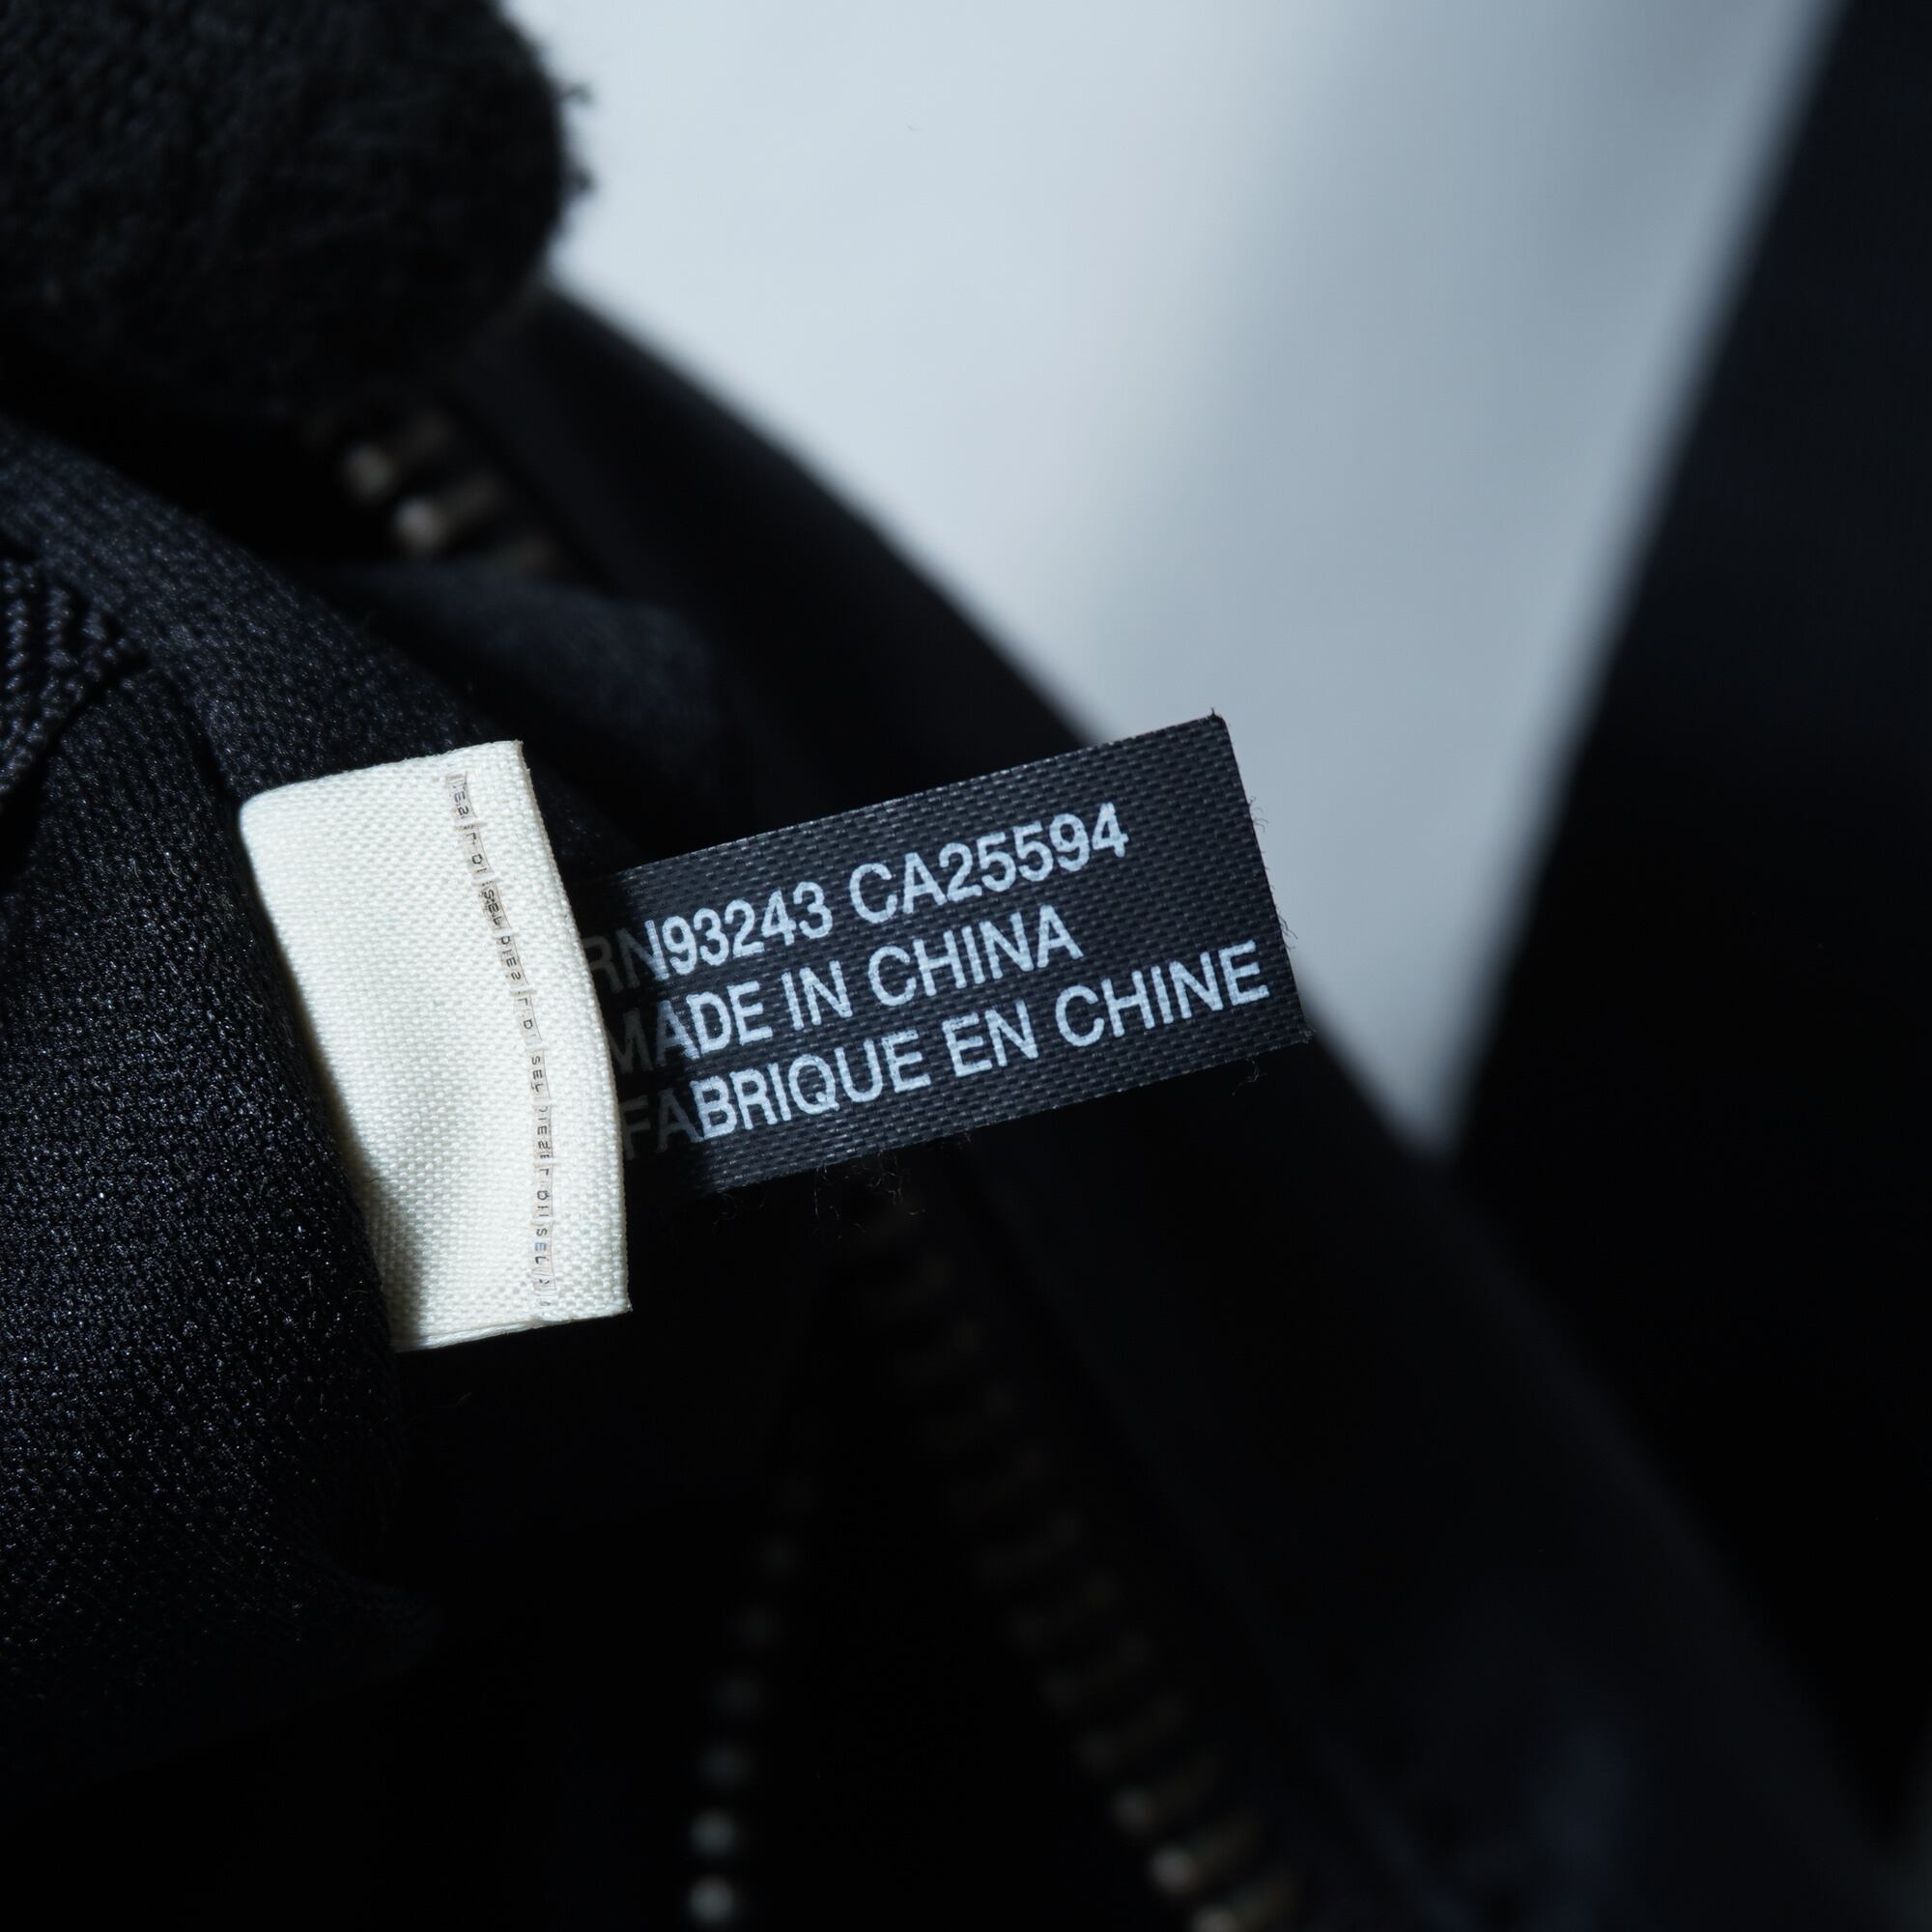 RN93243 CA25594
MADE IN CHINA
FABRIQUE EN CHINE